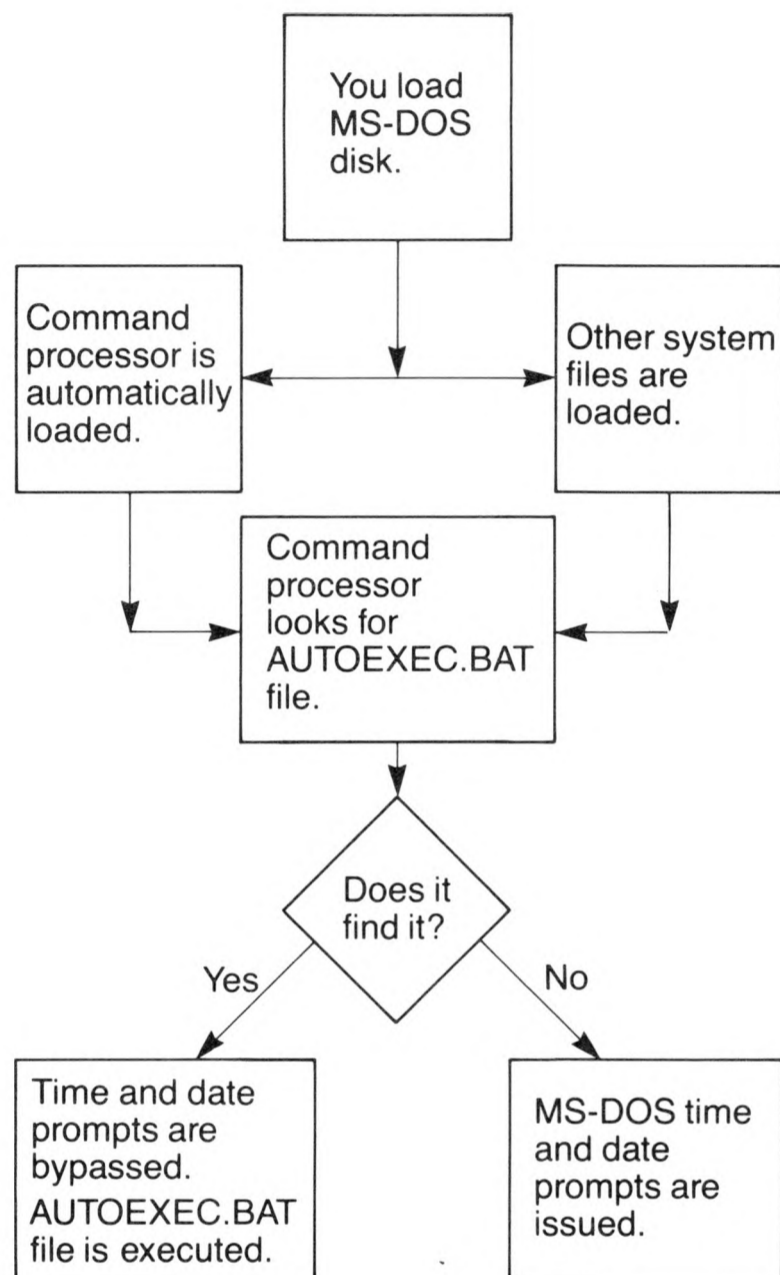 You load
MS-DOS
disk.
Command
processor is
automatically
loaded.
Other system
files are
loaded.
Command
processor
looks for
AUTOEXEC.BAT
file.
Does it
find it?
Yes
No
Time and date
prompts are
bypassed.
AUTOEXEC.BAT
file is executed.
MS-DOS time
and date
prompts are
issued.